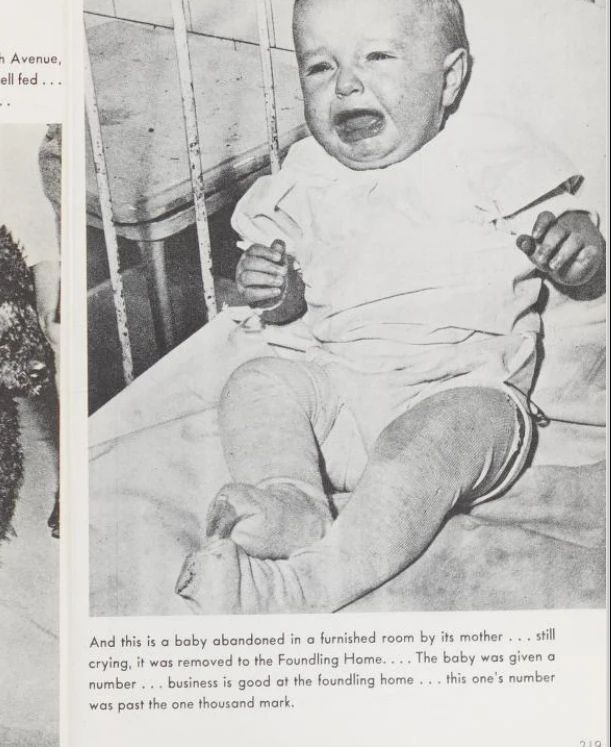 h Avenue,
ell fed . . .
. .
And this is a baby abandoned in a furnished room by its mother . . . still
crying, it was removed to the Foundling Home. . . . The baby was given a
number . . . business is good at the foundling home . . . this one's number
was past the one thousand mark.